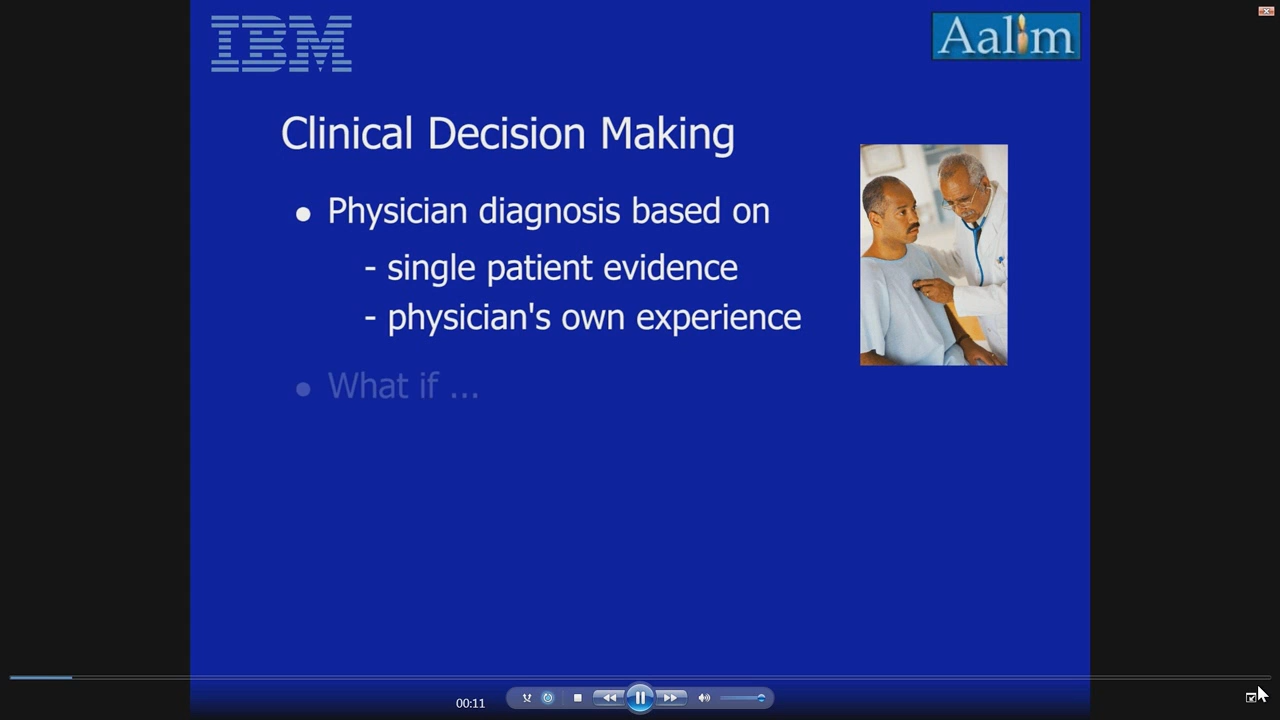 IBM
Aalim
Clinical Decision Making
● Physician diagnosis based on
- single patient evidence
- physician's own experience
● What if ...
00:11